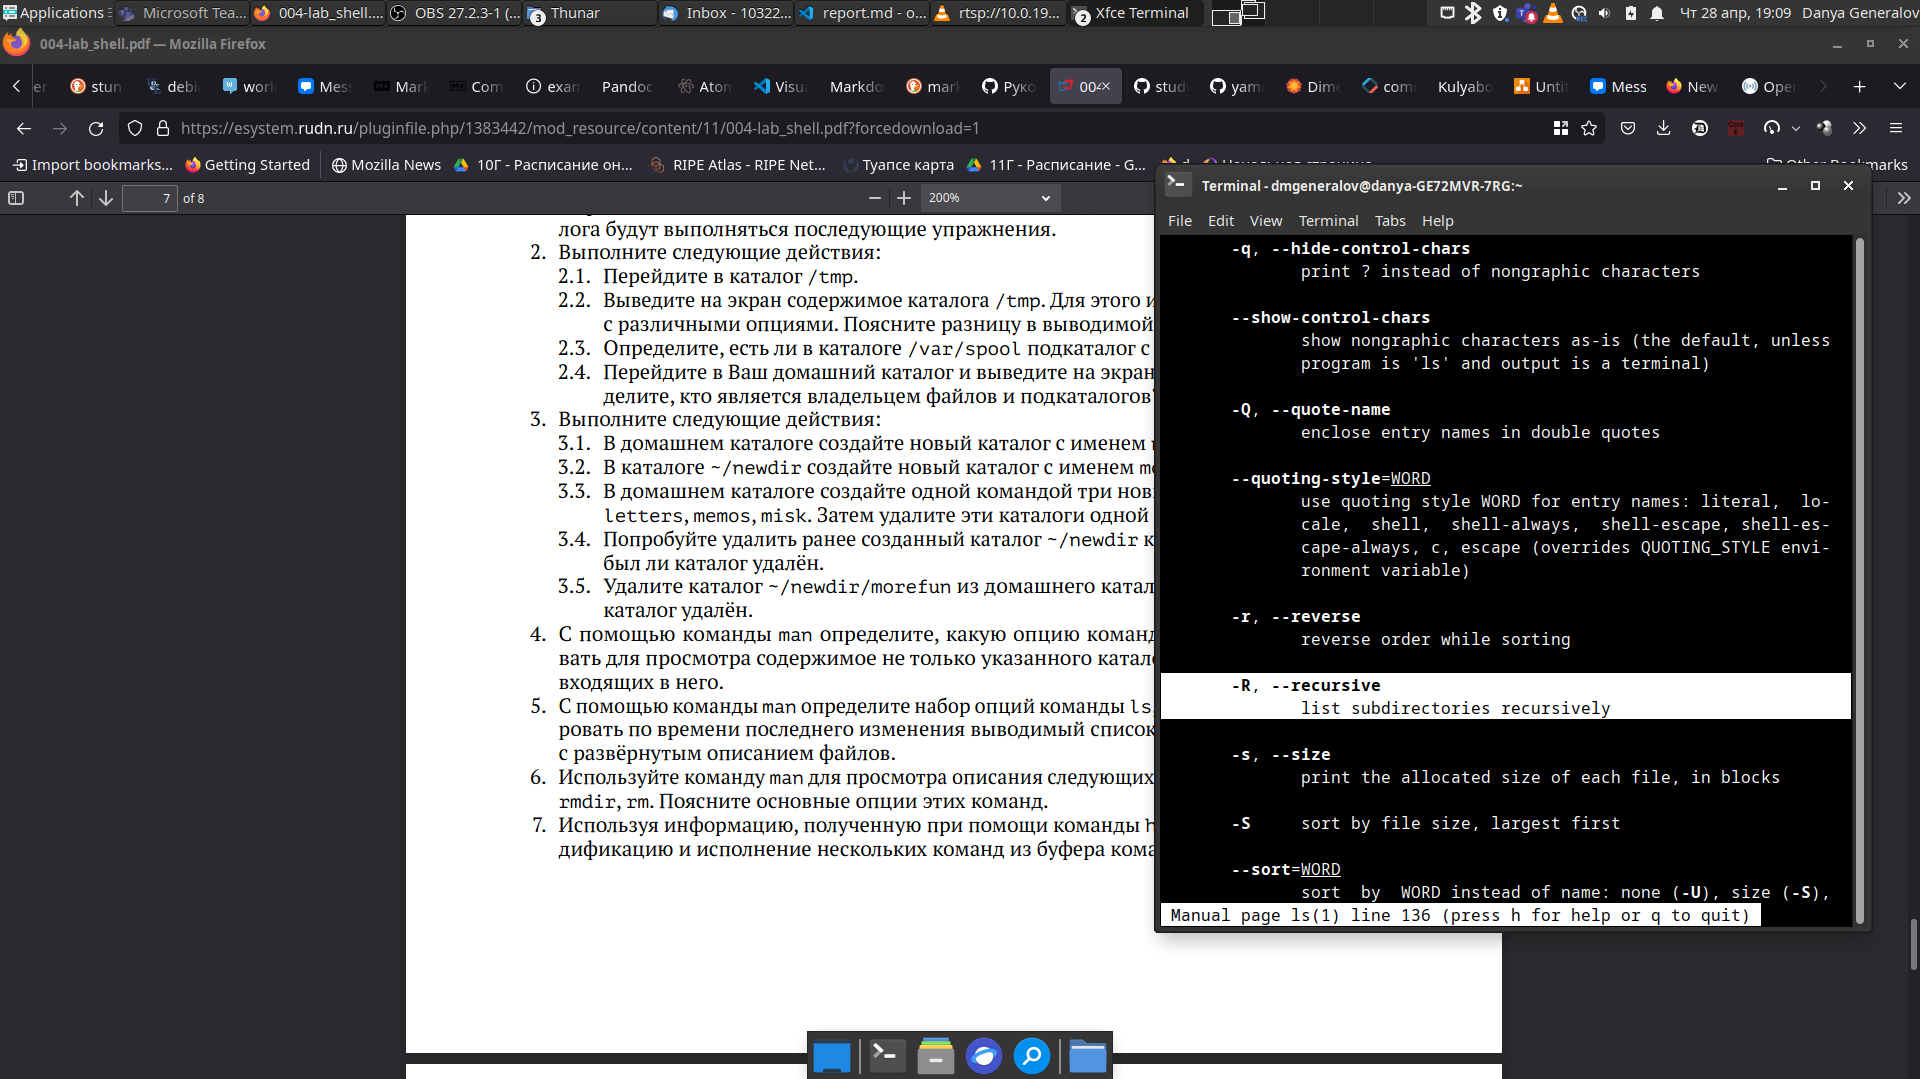 Applications
Microsoft Tea...
004-lab_shell....
OBS 27.2.3-1 (...
3
Thunar
Inbox - 10322...
report.md - o...
rtsp://10.0.19...
2
Xfce Terminal
Чт 28 апр, 19:09
Danya Generalov
004-lab_shell.pdf — Mozilla Firefox
stun
debi
worl
Mess
Mark
Com
exam
Pandoc
Atom
Visua
Markdo
mark
Руко
004
stud
yam
Dime
com
Kulyabo
Unti
Mess
New
Ope
https://esystem.rudn.ru/pluginfile.php/1383442/mod_resource/content/11/004-lab_shell.pdf?forcedownload=1
Import bookmarks...
Getting Started
Mozilla News
10Г - Расписание он...
RIPE Atlas - RIPE Net...
Туапсе карта
11Г - Расписание - G...
Начальная страница
Other Bookmarks
7
of 8
200%
лога будут выполняться последующие упражнения.
2. Выполните следующие действия:
2.1. Перейдите в каталог /tmp.
2.2. Выведите на экран содержимое каталога /tmp. Для этого и
с различными опциями. Поясните разницу в выводимой
2.3. Определите, есть ли в каталоге /var/spool подкаталог с
2.4. Перейдите в Ваш домашний каталог и выведите на экран
делите, кто является владельцем файлов и подкаталогов
3. Выполните следующие действия:
3.1. В домашнем каталоге создайте новый каталог с именем
3.2. В каталоге ~/newdir создайте новый каталог с именем mo
3.3. В домашнем каталоге создайте одной командой три нов
letters, memos, misk. Затем удалите эти каталоги одной
3.4. Попробуйте удалить ранее созданный каталог ~/newdir к
был ли каталог удалён.
3.5. Удалите каталог ~/newdir/morefun из домашнего катал
каталог удалён.
4. С помощью команды man определите, какую опцию команд
вать для просмотра содержимое не только указанного катало
входящих в него.
5. С помощью команды man определите набор опций команды ls,
ровать по времени последнего изменения выводимый список
с развёрнутым описанием файлов.
6. Используйте команду man для просмотра описания следующих
rmdir, rm. Поясните основные опции этих команд.
7. Используя информацию, полученную при помощи команды h
дификацию и исполнение нескольких команд из буфера кома
Terminal - dmgeneralov@danya-GE72MVR-7RG:~
File Edit View Terminal Tabs Help
-q, --hide-control-chars
print ? instead of nongraphic characters
--show-control-chars
show nongraphic characters as-is (the default, unless
program is 'ls' and output is a terminal)
-Q, --quote-name
enclose entry names in double quotes
--quoting-style=WORD
use quoting style WORD for entry names: literal, lo-
cale, shell, shell-always, shell-escape, shell-es-
cape-always, c, escape (overrides QUOTING_STYLE envi-
ronment variable)
-r, --reverse
reverse order while sorting
-R, --recursive
list subdirectories recursively
-s, --size
print the allocated size of each file, in blocks
-S sort by file size, largest first
--sort=WORD
sort by WORD instead of name: none (-U), size (-S),
Manual page ls(1) line 136 (press h for help or q to quit)